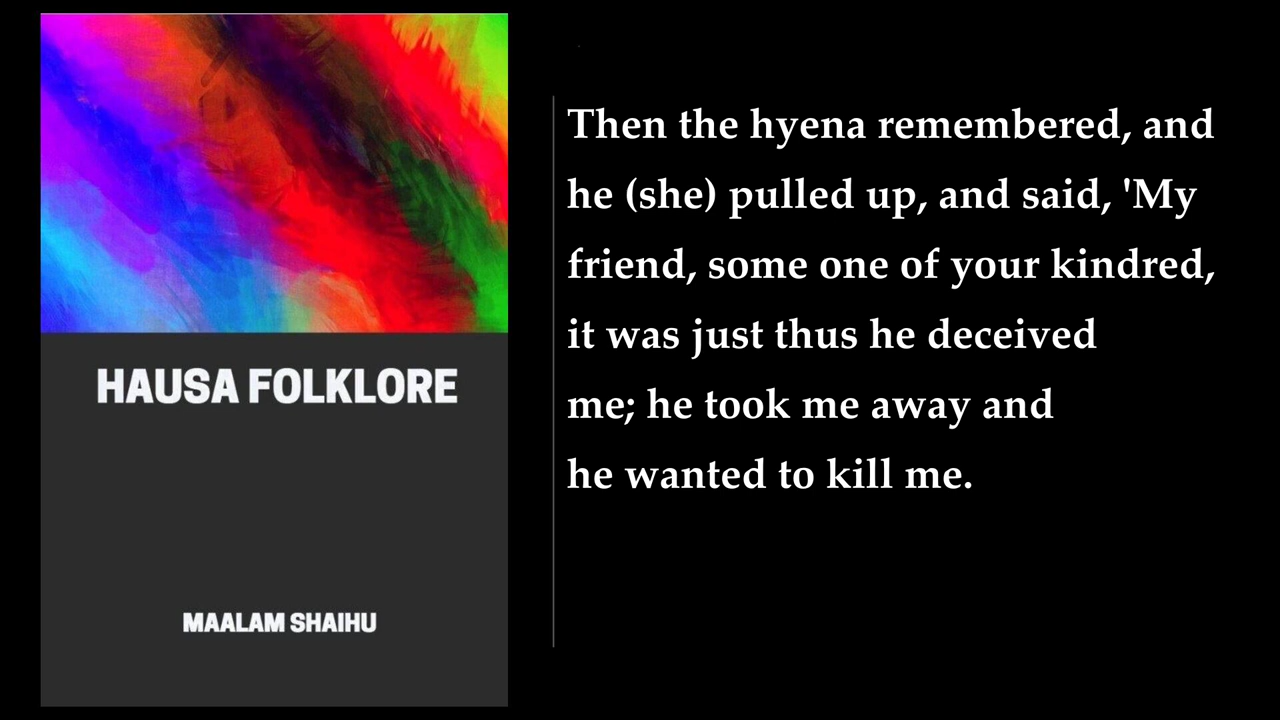 HAUSA FOLKLORE
MAALAM SHAIHU
Then the hyena remembered, and
he (she) pulled up, and said, 'My
friend, some one of your kindred,
it was just thus he deceived
me; he took me away and
he wanted to kill me.